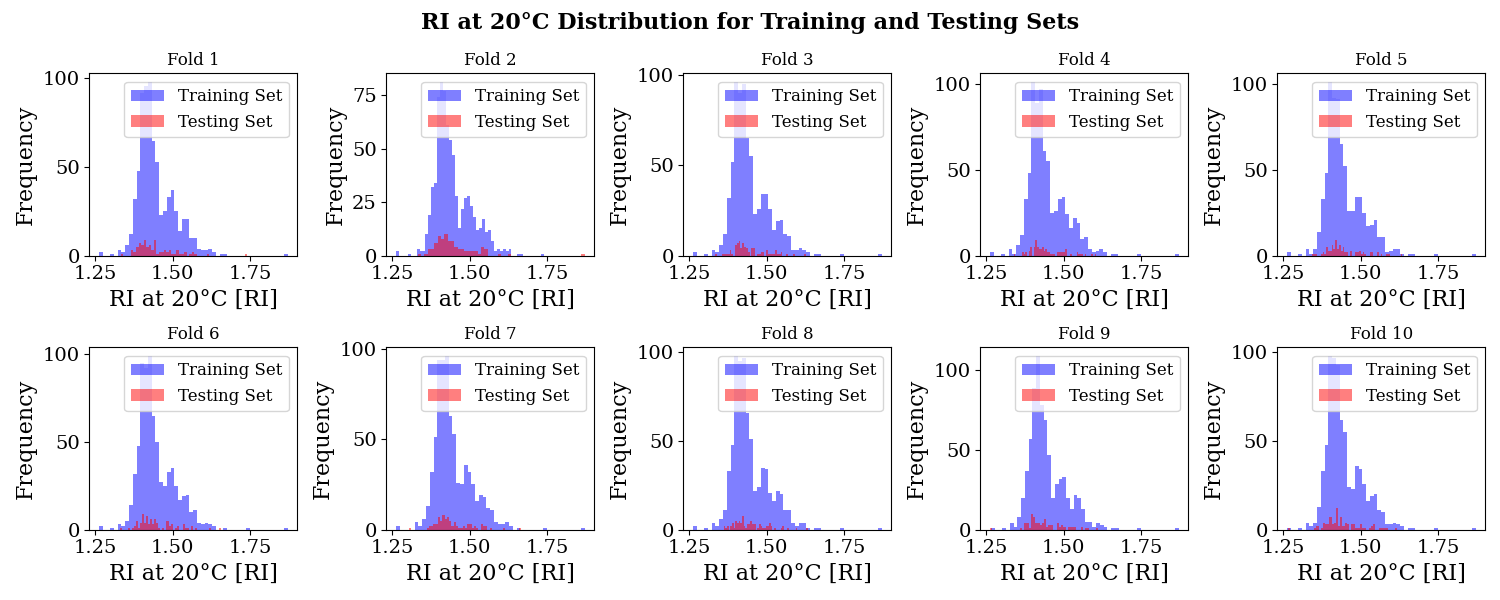 RI at 20°C Distribution for Training and Testing Sets
Fold 1
100
50
0
Frequency
Training Set
Testing Set
1.25 1.50 1.75
RI at 20°C [RI]
Fold 2
75
50
25
0
Frequency
Training Set
Testing Set
1.25 1.50 1.75
RI at 20°C [RI]
Fold 3
100
50
0
Frequency
Training Set
Testing Set
1.25 1.50 1.75
RI at 20°C [RI]
Fold 4
100
50
0
Frequency
Training Set
Testing Set
1.25 1.50 1.75
RI at 20°C [RI]
Fold 5
100
50
0
Frequency
Training Set
Testing Set
1.25 1.50 1.75
RI at 20°C [RI]
Fold 6
100
50
0
Frequency
Training Set
Testing Set
1.25 1.50 1.75
RI at 20°C [RI]
Fold 7
100
50
0
Frequency
Training Set
Testing Set
1.25 1.50 1.75
RI at 20°C [RI]
Fold 8
100
50
0
Frequency
Training Set
Testing Set
1.25 1.50 1.75
RI at 20°C [RI]
Fold 9
100
50
0
Frequency
Training Set
Testing Set
1.25 1.50 1.75
RI at 20°C [RI]
Fold 10
100
50
0
Frequency
Training Set
Testing Set
1.25 1.50 1.75
RI at 20°C [RI]